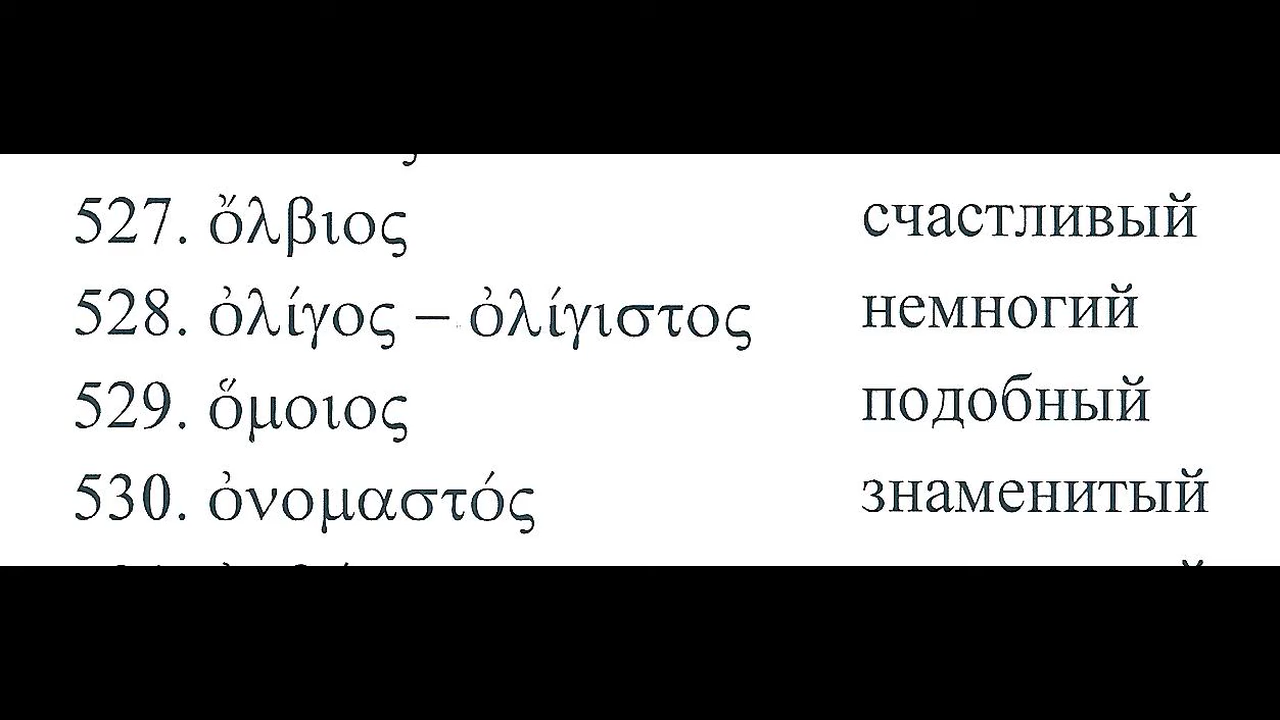 527. ὄλβιος счастливый
528. ὀλίγος – ὀλίγιστος немногий
529. ὅμοιος подобный
530. ὀνομαστός знаменитый